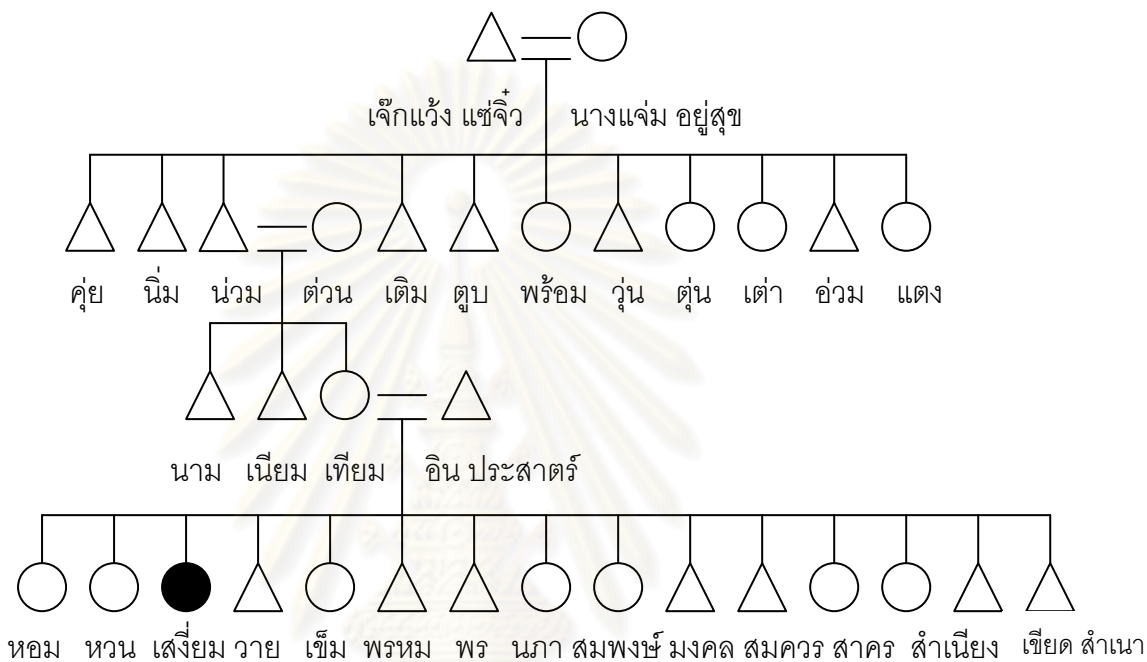 เจ๊กแว้ง แซ่จิ๋ว นางแจ่ม อยู่สุข
คุ่ย นิ่ม น่วม ต่วน เติม ตูบ พร้อม วุ่น ตุ่น เต่า อ่วม แตง
นาม เนียม เทียม อิน ประสาตร์
หอม หวน เสงี่ยม วาย เข็ม พรหม พร นภา สมพงษ์ มงคล สมควร สาคร สำเนียง เขียด สำเนา